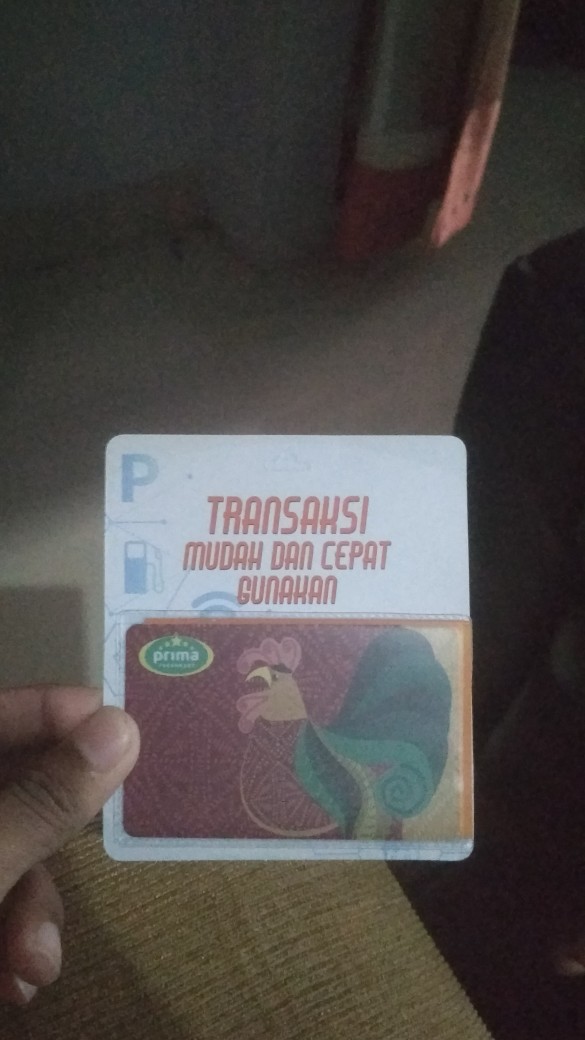 P
TRANSAKSI
MUDAH DAN CEPAT
GUNAKAN
prima